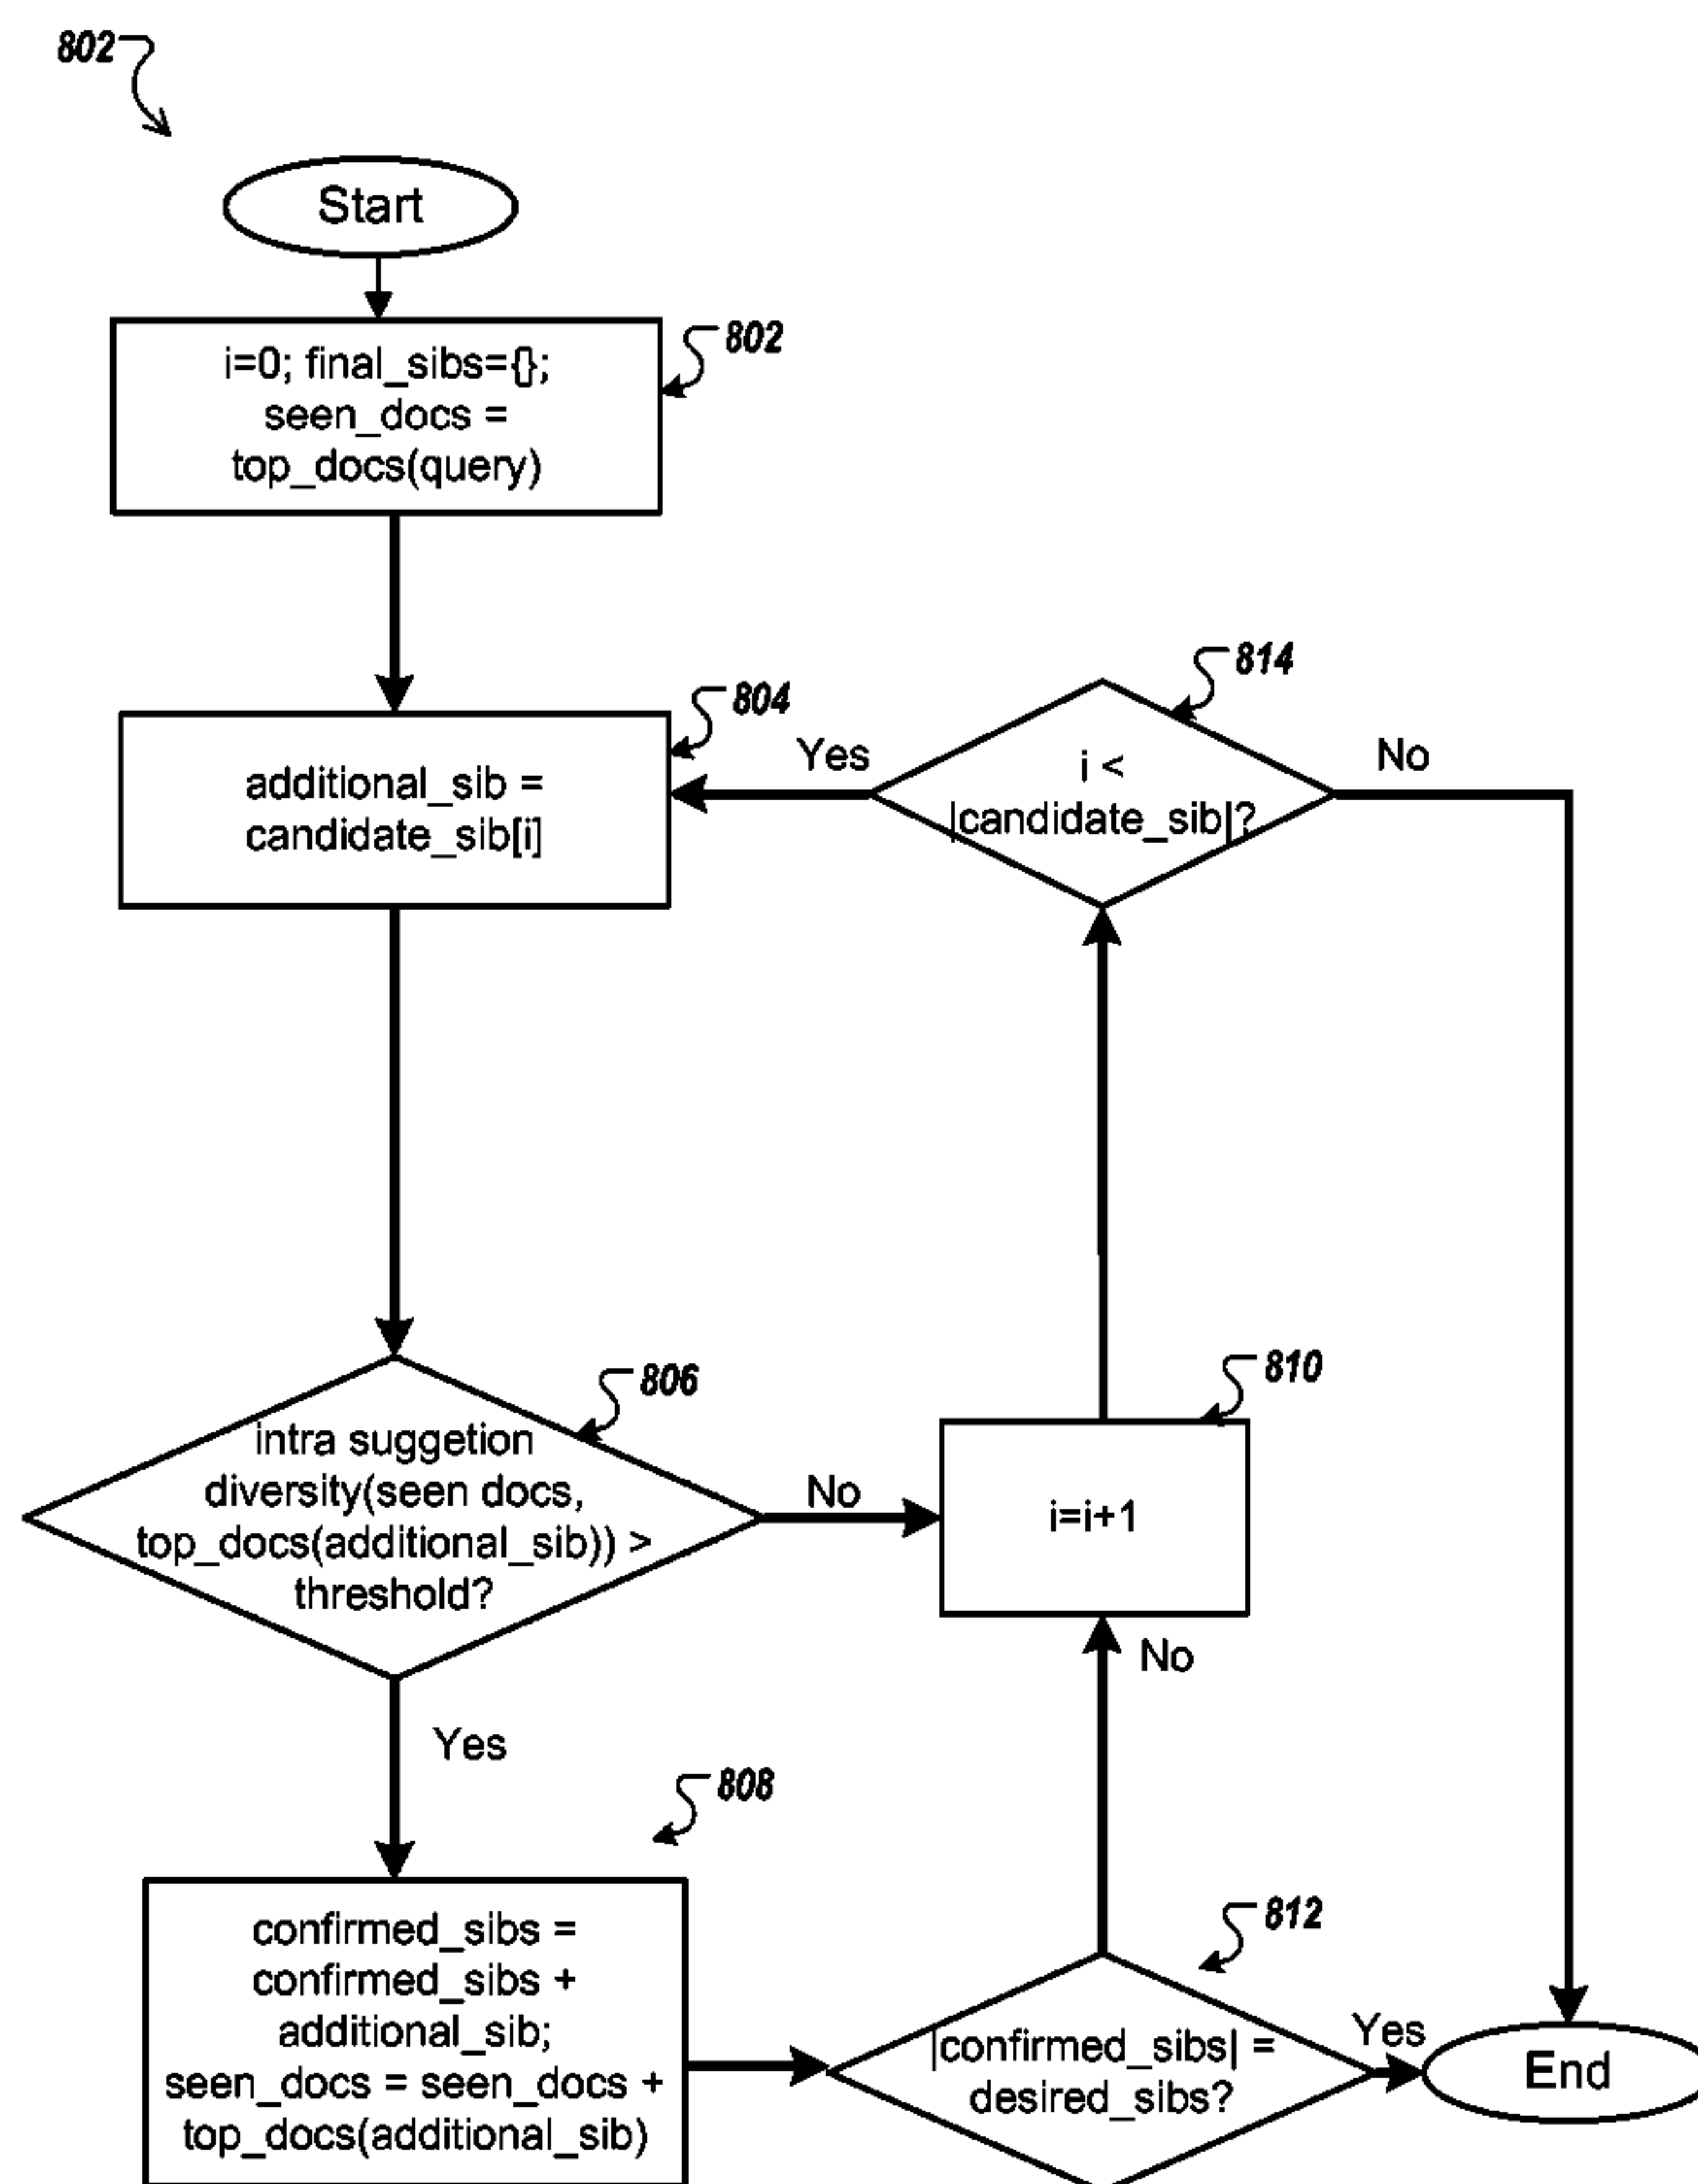 802
Start
i=0; final_sibs={};
seen_docs =
top_docs(query)
802
additional_sib =
candidate_sib[i]
804
Yes
i <
|candidate_sib|?
814
No
intra suggetion
diversity(seen docs,
top_docs(additional_sib)) >
threshold?
806
No
i=i+1
810
Yes
No
808
confirmed_sibs =
confirmed_sibs +
additional_sib;
seen_docs = seen_docs +
top_docs(additional_sib)
|confirmed_sibs| =
desired_sibs?
812
Yes
End